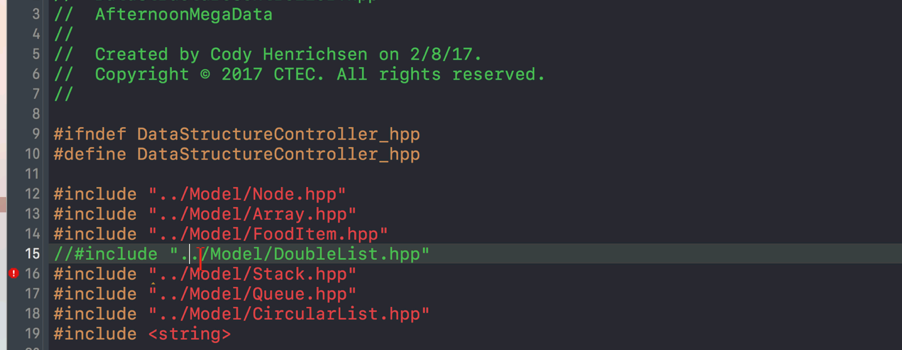 3 //  AfternoonMegaData
4 //
5 //  Created by Cody Henrichsen on 2/8/17.
6 //  Copyright © 2017 CTEC. All rights reserved.
7 //
8
9 #ifndef DataStructureController_hpp
10 #define DataStructureController_hpp
11
12 #include "../Model/Node.hpp"
13 #include "../Model/Array.hpp"
14 #include "../Model/FoodItem.hpp"
15 //#include "../Model/DoubleList.hpp"
16 #include "../Model/Stack.hpp"
17 #include "../Model/Queue.hpp"
18 #include "../Model/CircularList.hpp"
19 #include <string>